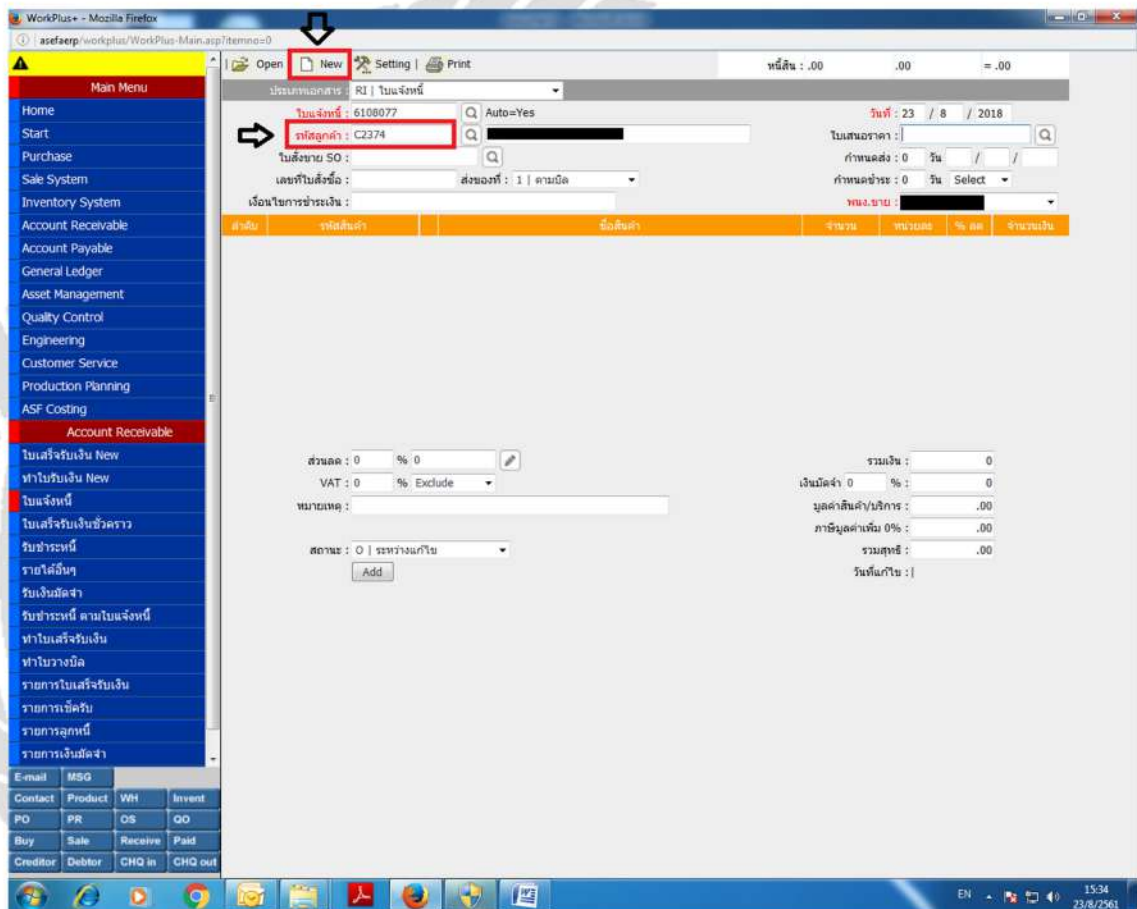 WorkPlus+ - Mozilla Firefox
asefaerp/workplus/WorkPlus-Main.asp?itemno=0
Open New Setting | Print หนี้สิน : .00 .00 = .00
Main Menu
Home
Start
Purchase
Sale System
Inventory System
Account Receivable
Account Payable
General Ledger
Asset Management
Quality Control
Engineering
Customer Service
Production Planning
ASF Costing
Account Receivable
ใบเสร็จรับเงิน New
ทำใบรับเงิน New
ใบแจ้งหนี้
ใบเสร็จรับเงินชั่วคราว
รับชำระหนี้
รายได้อื่นๆ
รับเงินมัดจำ
รับชำระหนี้ ตามใบแจ้งหนี้
ทำใบเสร็จรับเงิน
ทำใบวางบิล
รายการใบเสร็จรับเงิน
รายการเช็ครับ
รายการลูกหนี้
รายการเงินมัดจำ
E-mail MSG
Contact Product WH Invent
PO PR OS QO
Buy Sale Receive Paid
Creditor Debtor CHQ in CHQ out
ประเภทเอกสาร : RI | ใบแจ้งหนี้
ใบแจ้งหนี้ : 6108077 Auto=Yes วันที่ : 23 / 8 / 2018
รหัสลูกค้า : C2374 ใบเสนอราคา :
ใบสั่งขาย SO : กำหนดส่ง : 0 วัน / /
เลขที่ใบสั่งซื้อ : ส่งของที่ : 1 | ตามบิล กำหนดชำระ : 0 วัน Select
เงื่อนไขการชำระเงิน : พนง.ขาย :
ลำดับ รหัสสินค้า ชื่อสินค้า จำนวน หน่วยละ % ลด จำนวนเงิน
ส่วนลด : 0 % 0 รวมเงิน : 0
VAT : 0 % Exclude เงินมัดจำ 0 % : 0
หมายเหตุ : มูลค่าสินค้า/บริการ : .00
ภาษีมูลค่าเพิ่ม 0% : .00
สถานะ : O | ระหว่างแก้ไข รวมสุทธิ : .00
Add วันที่แก้ไข : |
EN 15:34
23/8/2561